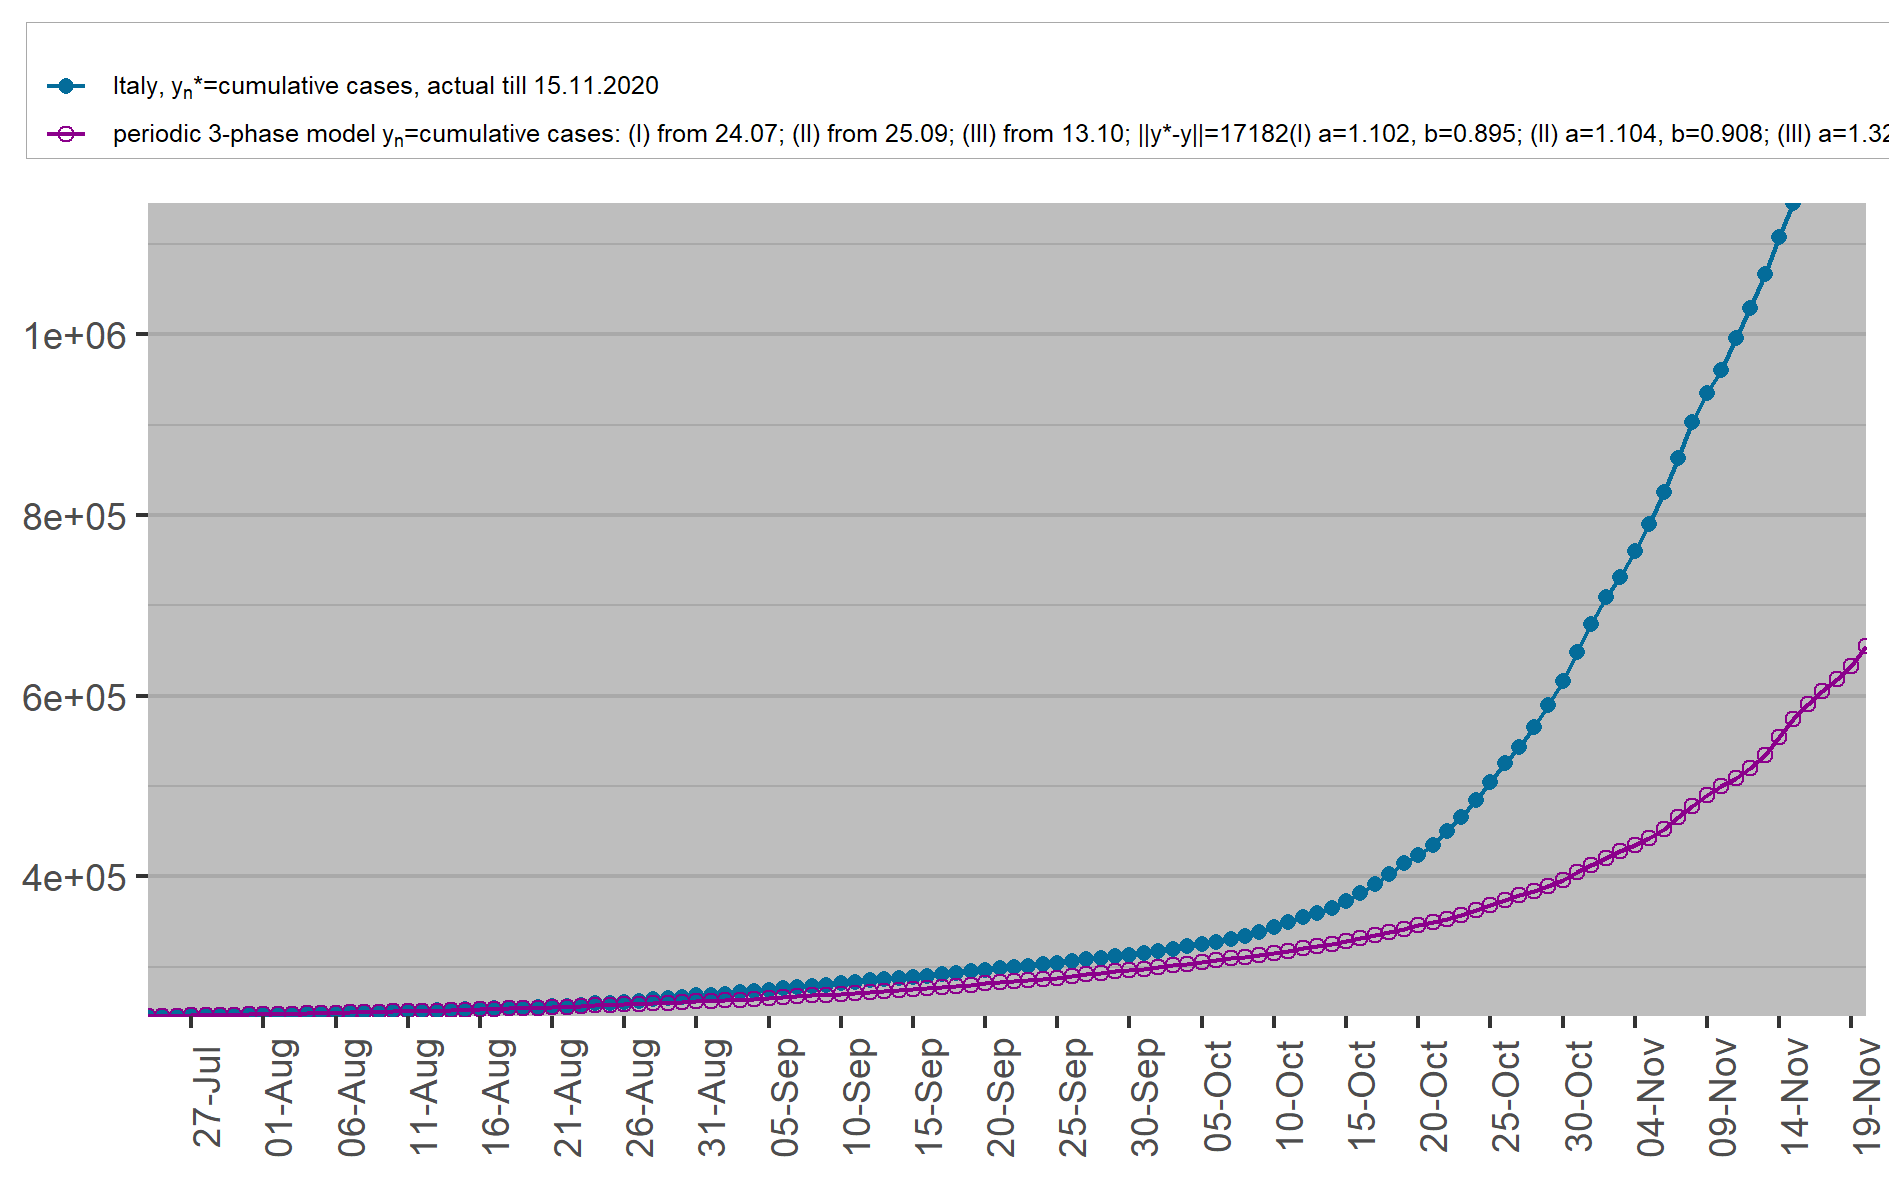 Italy, yn*=cumulative cases, actual till 15.11.2020
periodic 3-phase model yn=cumulative cases: (I) from 24.07; (II) from 25.09; (III) from 13.10; ||y*-y||=17182(I) a=1.102, b=0.895; (II) a=1.104, b=0.908; (III) a=1.32
1e+06
8e+05
6e+05
4e+05
27-Jul
01-Aug
06-Aug
11-Aug
16-Aug
21-Aug
26-Aug
31-Aug
05-Sep
10-Sep
15-Sep
20-Sep
25-Sep
30-Sep
05-Oct
10-Oct
15-Oct
20-Oct
25-Oct
30-Oct
04-Nov
09-Nov
14-Nov
19-Nov